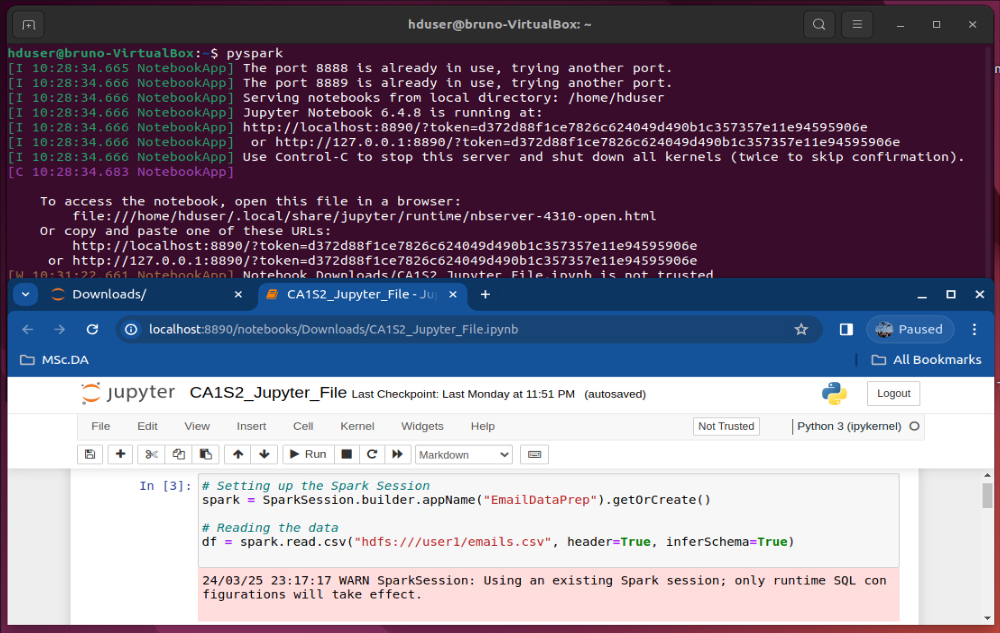 hduser@bruno-VirtualBox: ~
hduser@bruno-VirtualBox:~$ pyspark
[I 10:28:34.665 NotebookApp] The port 8888 is already in use, trying another port.
[I 10:28:34.666 NotebookApp] The port 8889 is already in use, trying another port.
[I 10:28:34.666 NotebookApp] Serving notebooks from local directory: /home/hduser
[I 10:28:34.666 NotebookApp] Jupyter Notebook 6.4.8 is running at:
[I 10:28:34.666 NotebookApp] http://localhost:8890/?token=d372d88f1ce7826c624049d490b1c357357e11e94595906e
[I 10:28:34.666 NotebookApp]  or http://127.0.0.1:8890/?token=d372d88f1ce7826c624049d490b1c357357e11e94595906e
[I 10:28:34.666 NotebookApp] Use Control-C to stop this server and shut down all kernels (twice to skip confirmation).
[C 10:28:34.683 NotebookApp]
To access the notebook, open this file in a browser:
file:///home/hduser/.local/share/jupyter/runtime/nbserver-4310-open.html
Or copy and paste one of these URLs:
http://localhost:8890/?token=d372d88f1ce7826c624049d490b1c357357e11e94595906e
or http://127.0.0.1:8890/?token=d372d88f1ce7826c624049d490b1c357357e11e94595906e
[W 10:31:22.661 NotebookApp] Notebook Downloads/CA1S2_Jupyter_File.ipynb is not trusted
Downloads/ CA1S2_Jupyter_File - Jup
localhost:8890/notebooks/Downloads/CA1S2_Jupyter_File.ipynb Paused
MSc.DA All Bookmarks
jupyter CA1S2_Jupyter_File Last Checkpoint: Last Monday at 11:51 PM (autosaved) Logout
File Edit View Insert Cell Kernel Widgets Help Not Trusted Python 3 (ipykernel)
Run Markdown
In [3]: # Setting up the Spark Session
spark = SparkSession.builder.appName("EmailDataPrep").getOrCreate()
# Reading the data
df = spark.read.csv("hdfs:///user1/emails.csv", header=True, inferSchema=True)
24/03/25 23:17:17 WARN SparkSession: Using an existing Spark session; only runtime SQL con
figurations will take effect.